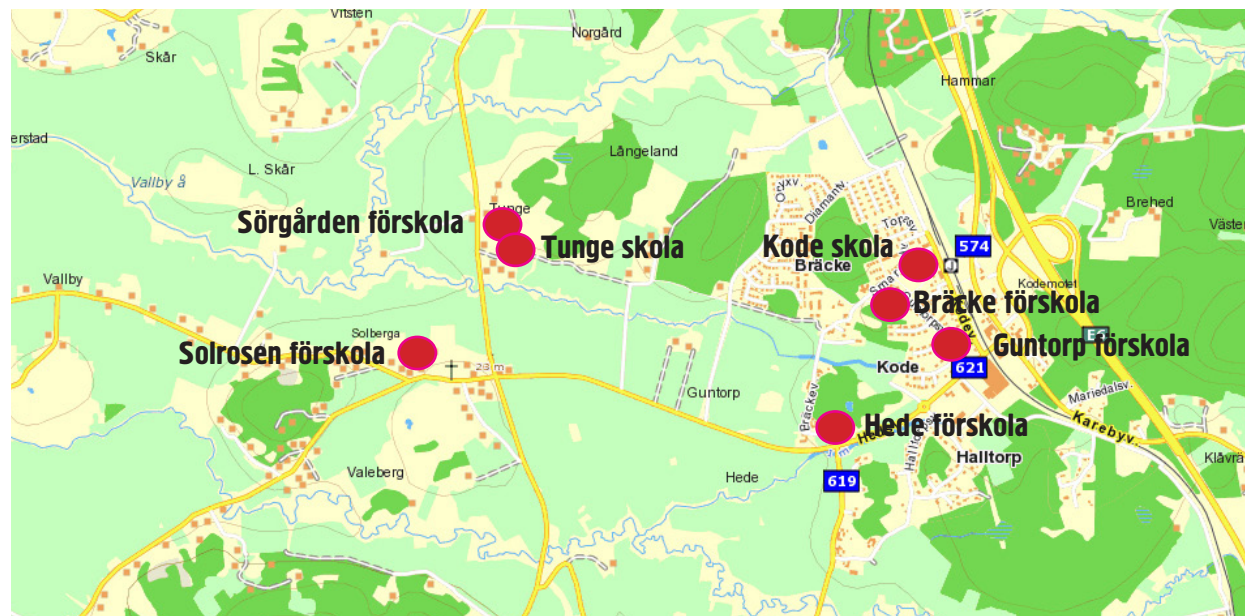 Vitsten
Norgård
Skår
Hammar
erstad
Långeland
L. Skår
Vallby å
Brehed
Tunge
Sörgården förskola
Tunge skola
Diamantv.
Kode skola
574
Bräcke
Väster
Vallby
Kodemotet
Bräcke förskola
E6
Solberga
Solrosen förskola
Guntorp förskola
Kode
621
Guntorp
Mariedalsv.
Bräckev
Hede förskola
Karebyv.
Halltorp
Klåvrä
Valeberg
Hede
619